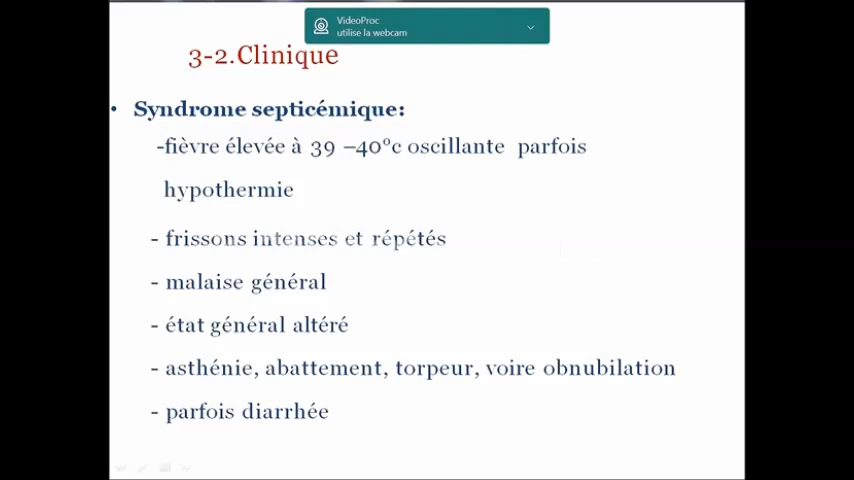 VideoProc
utilise la webcam
3-2.Clinique
• Syndrome septicémique:
-fièvre élevée à 39 –40°c oscillante parfois
hypothermie
- frissons intenses et répétés
- malaise général
- état général altéré
- asthénie, abattement, torpeur, voire obnubilation
- parfois diarrhée